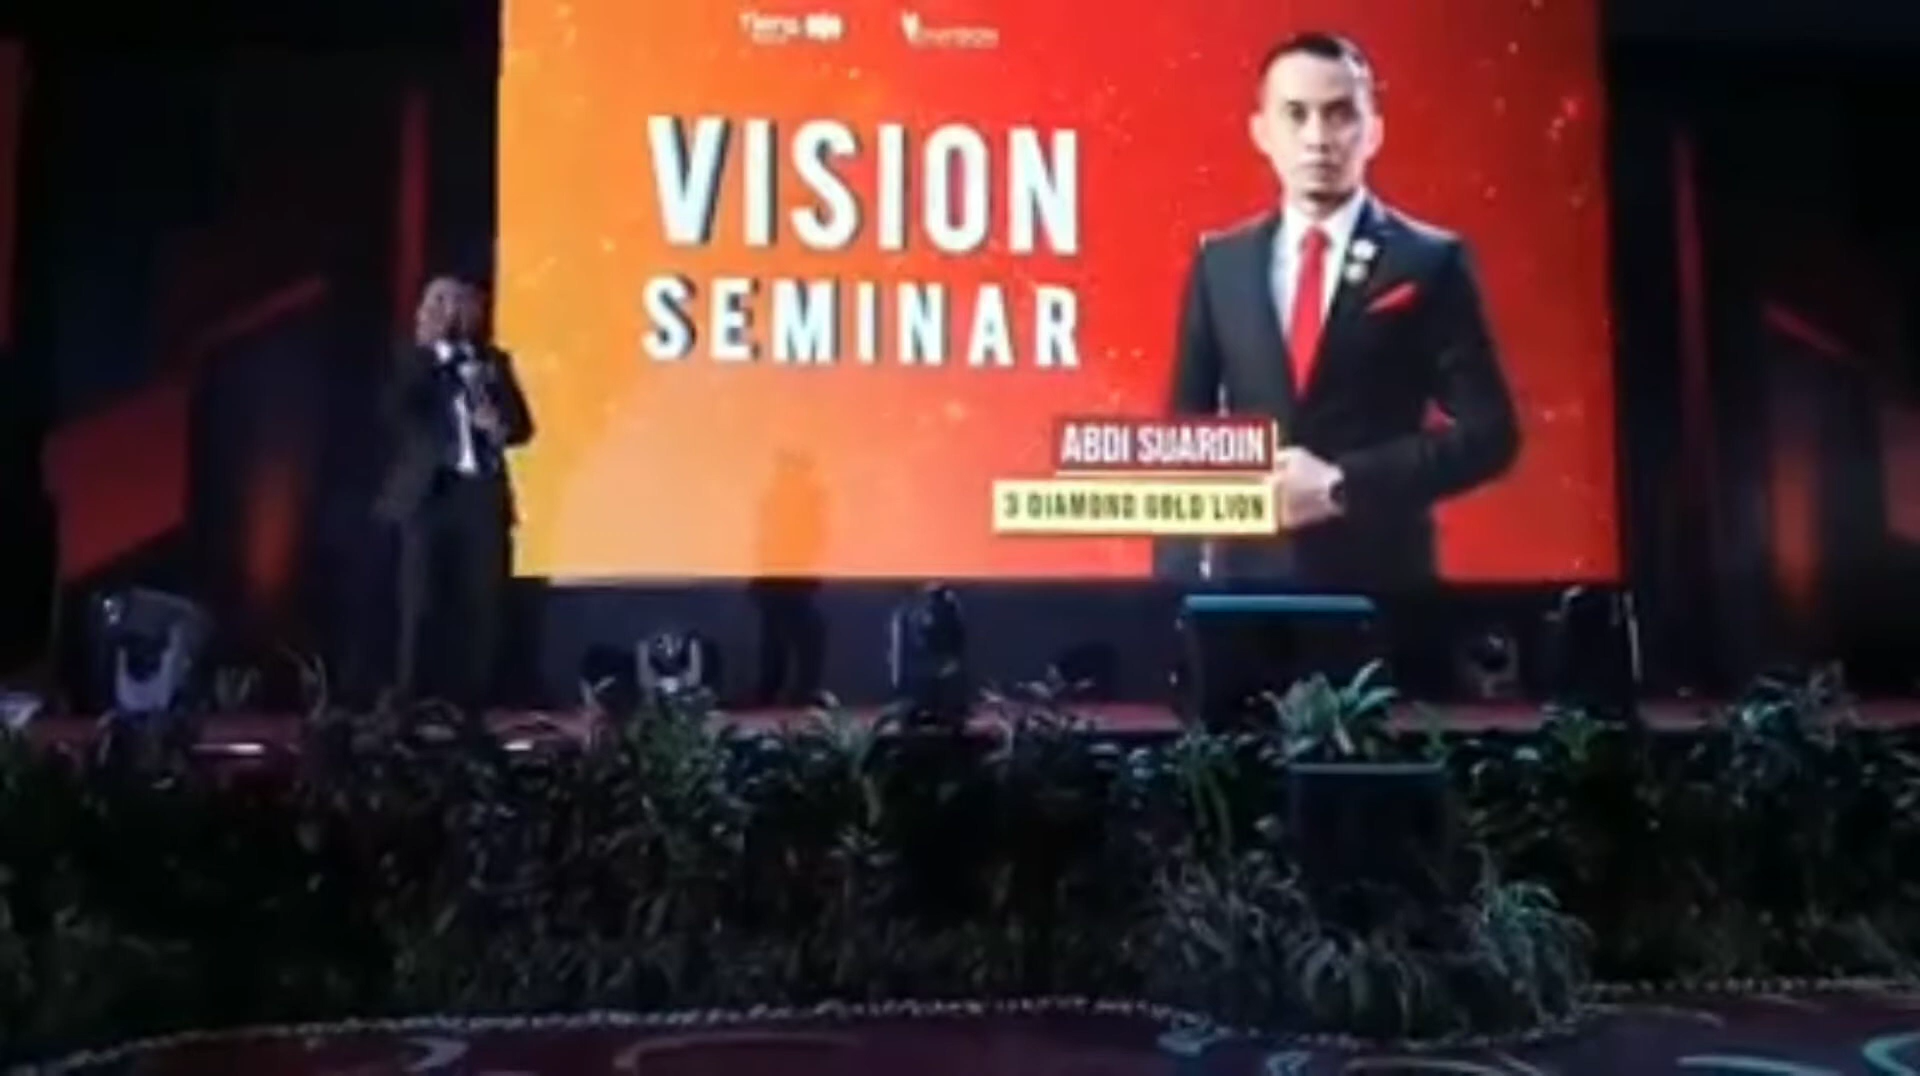 VISION
SEMINAR
ABDI SUARDIN
3 DIAMOND GOLD LION